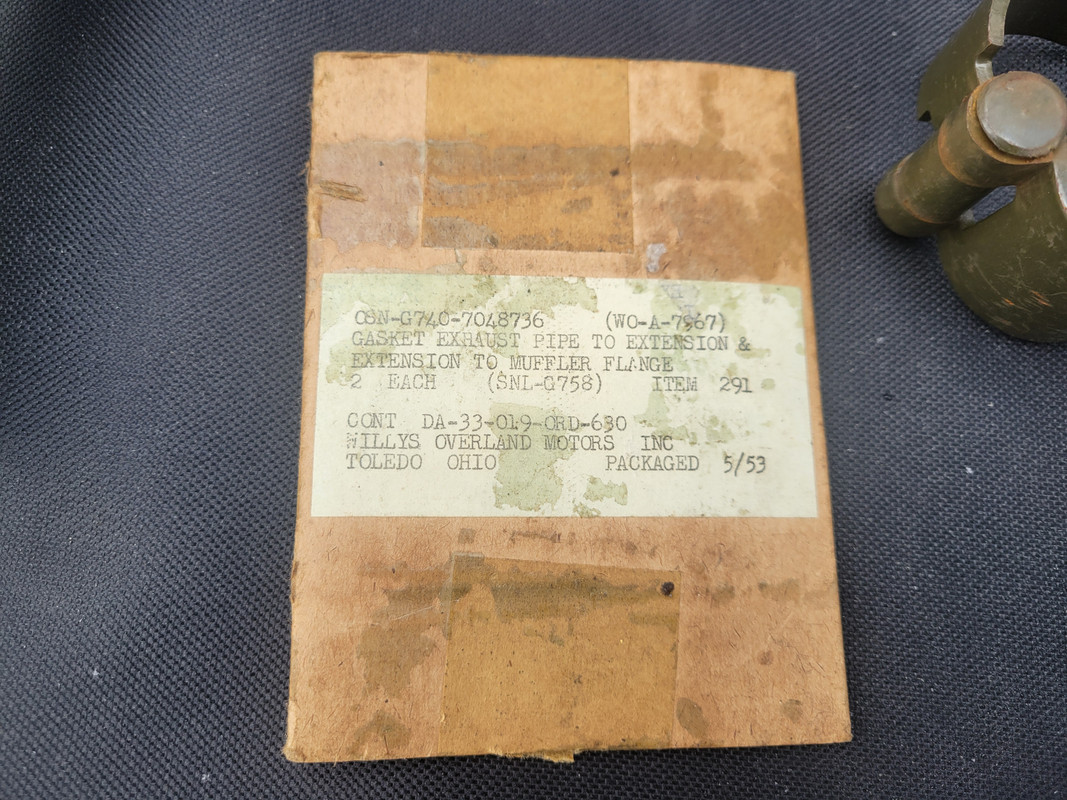 OSN-G740-7048736 (WO-A-7967)
GASKET EXHAUST PIPE TO EXTENSION &
EXTENSION TO MUFFLER FLANGE
2 EACH (SNL-G758) ITEM 291
CONT DA-33-019-ORD-630
WILLYS OVERLAND MOTORS INC
TOLEDO OHIO PACKAGED 5/53